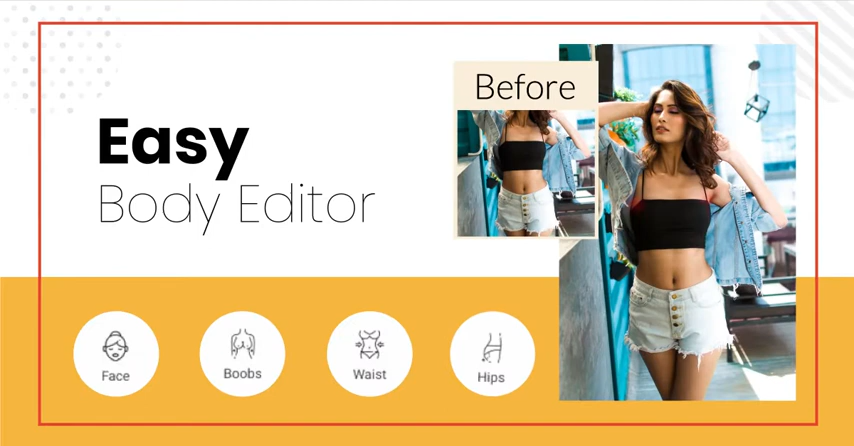 Easy
Body Editor
Before
Face
Boobs
Waist
Hips